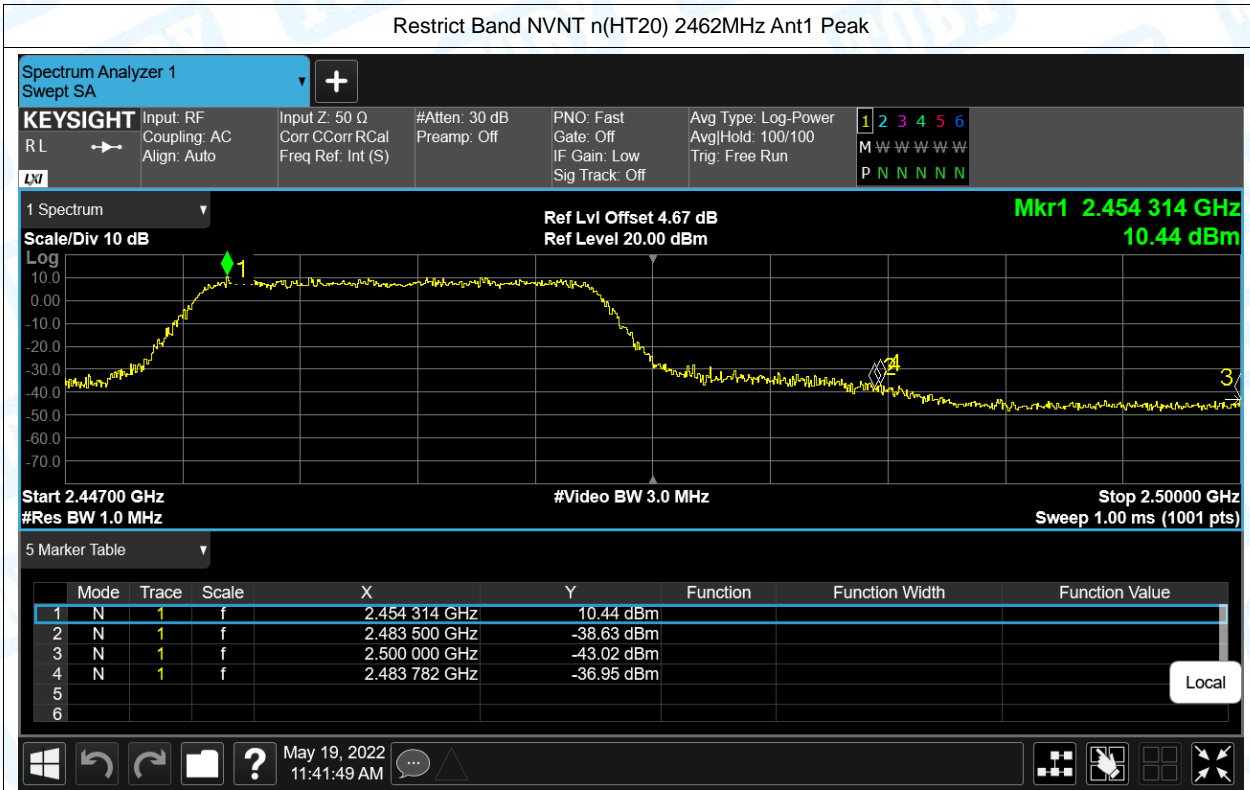 Restrict Band NVNT n(HT20) 2462MHz Ant1 Peak
Spectrum Analyzer 1
Swept SA
+
KEYSIGHT
R L
LXI
Input: RF
Coupling: AC
Align: Auto
Input Z: 50 Ω
Corr CCorr RCal
Freq Ref: Int (S)
#Atten: 30 dB
Preamp: Off
PNO: Fast
Gate: Off
IF Gain: Low
Sig Track: Off
Avg Type: Log-Power
Avg|Hold: 100/100
Trig: Free Run
1 2 3 4 5 6
M W W W W W
P N N N N N
1 Spectrum
Scale/Div 10 dB
Ref Lvl Offset 4.67 dB
Ref Level 20.00 dBm
Mkr1 2.454 314 GHz
10.44 dBm
Log
10.0
0.00
-10.0
-20.0
-30.0
-40.0
-50.0
-60.0
-70.0
1
2
4
3
Start 2.44700 GHz
#Res BW 1.0 MHz
#Video BW 3.0 MHz
Stop 2.50000 GHz
Sweep 1.00 ms (1001 pts)
5 Marker Table
Mode Trace Scale X Y Function Function Width Function Value
1 N 1 f 2.454 314 GHz 10.44 dBm
2 N 1 f 2.483 500 GHz -38.63 dBm
3 N 1 f 2.500 000 GHz -43.02 dBm
4 N 1 f 2.483 782 GHz -36.95 dBm
5
6
Local
?
May 19, 2022
11:41:49 AM